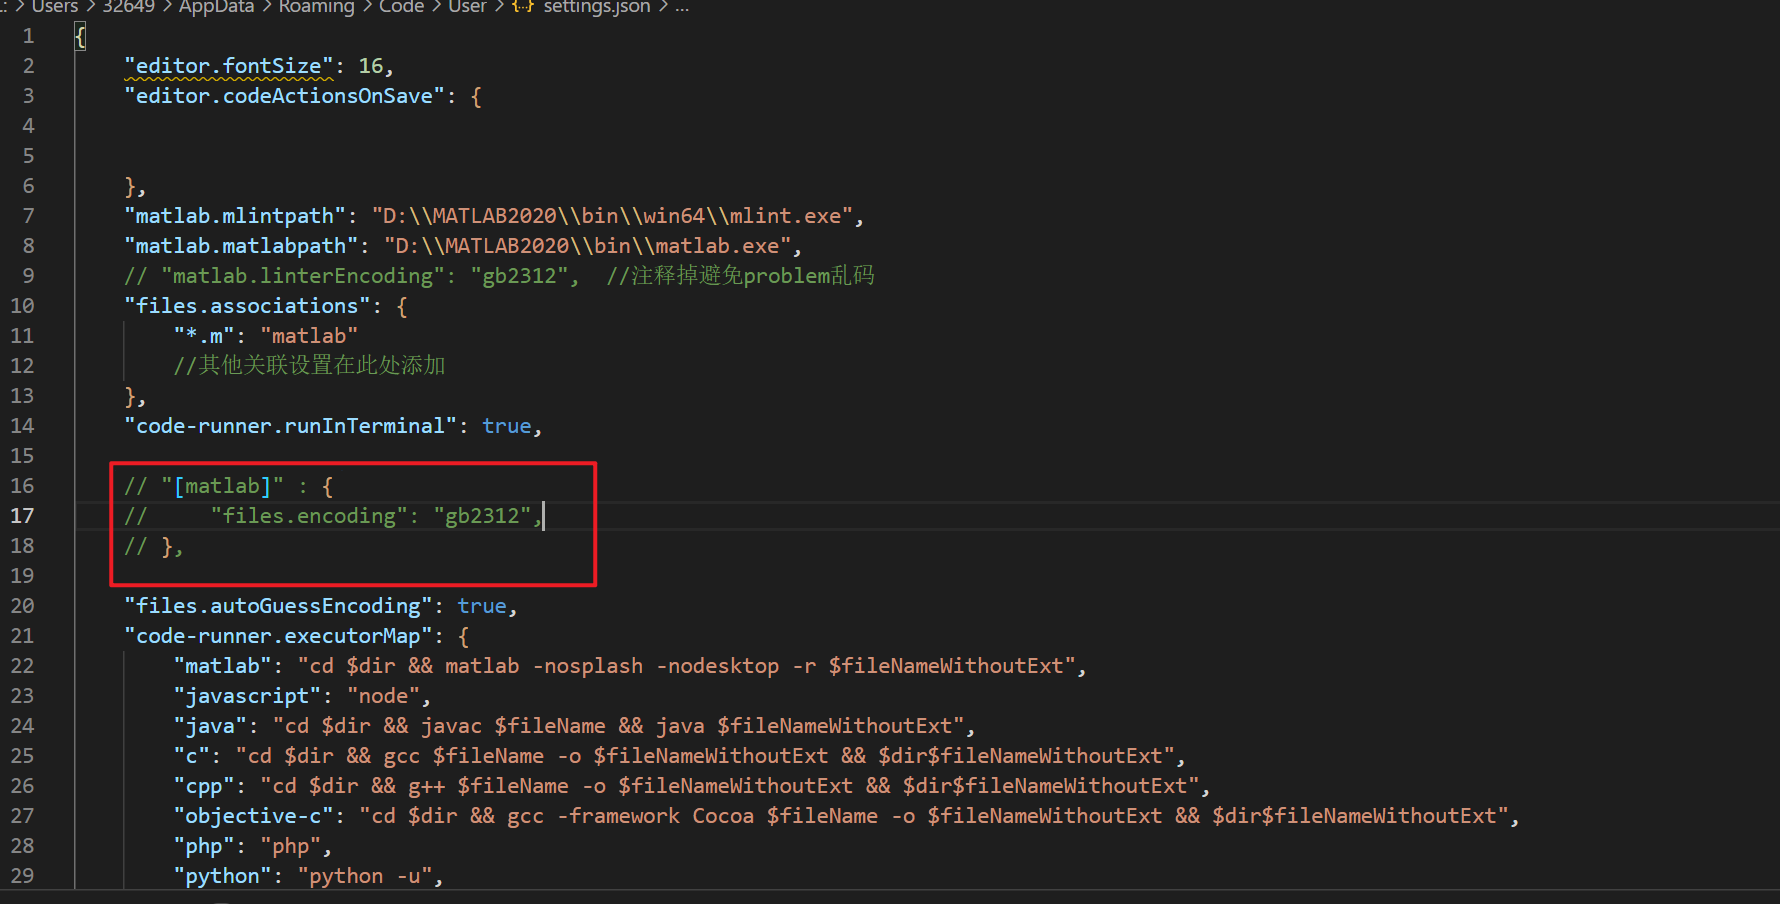 : > Users > 32649 > AppData > Roaming > Code > User > {} settings.json > ...
1 {
2 "editor.fontSize": 16,
3 "editor.codeActionsOnSave": {
4
5
6 },
7 "matlab.mlintpath": "D:\\MATLAB2020\\bin\\win64\\mlint.exe",
8 "matlab.matlabpath": "D:\\MATLAB2020\\bin\\matlab.exe",
9 // "matlab.linterEncoding": "gb2312", //注释掉避免problem乱码
10 "files.associations": {
11 "*.m": "matlab"
12 //其他关联设置在此处添加
13 },
14 "code-runner.runInTerminal": true,
15
16 // "[matlab]" : {
17 // "files.encoding": "gb2312",
18 // },
19
20 "files.autoGuessEncoding": true,
21 "code-runner.executorMap": {
22 "matlab": "cd $dir && matlab -nosplash -nodesktop -r $fileNameWithoutExt",
23 "javascript": "node",
24 "java": "cd $dir && javac $fileName && java $fileNameWithoutExt",
25 "c": "cd $dir && gcc $fileName -o $fileNameWithoutExt && $dir$fileNameWithoutExt",
26 "cpp": "cd $dir && g++ $fileName -o $fileNameWithoutExt && $dir$fileNameWithoutExt",
27 "objective-c": "cd $dir && gcc -framework Cocoa $fileName -o $fileNameWithoutExt && $dir$fileNameWithoutExt",
28 "php": "php",
29 "python": "python -u",